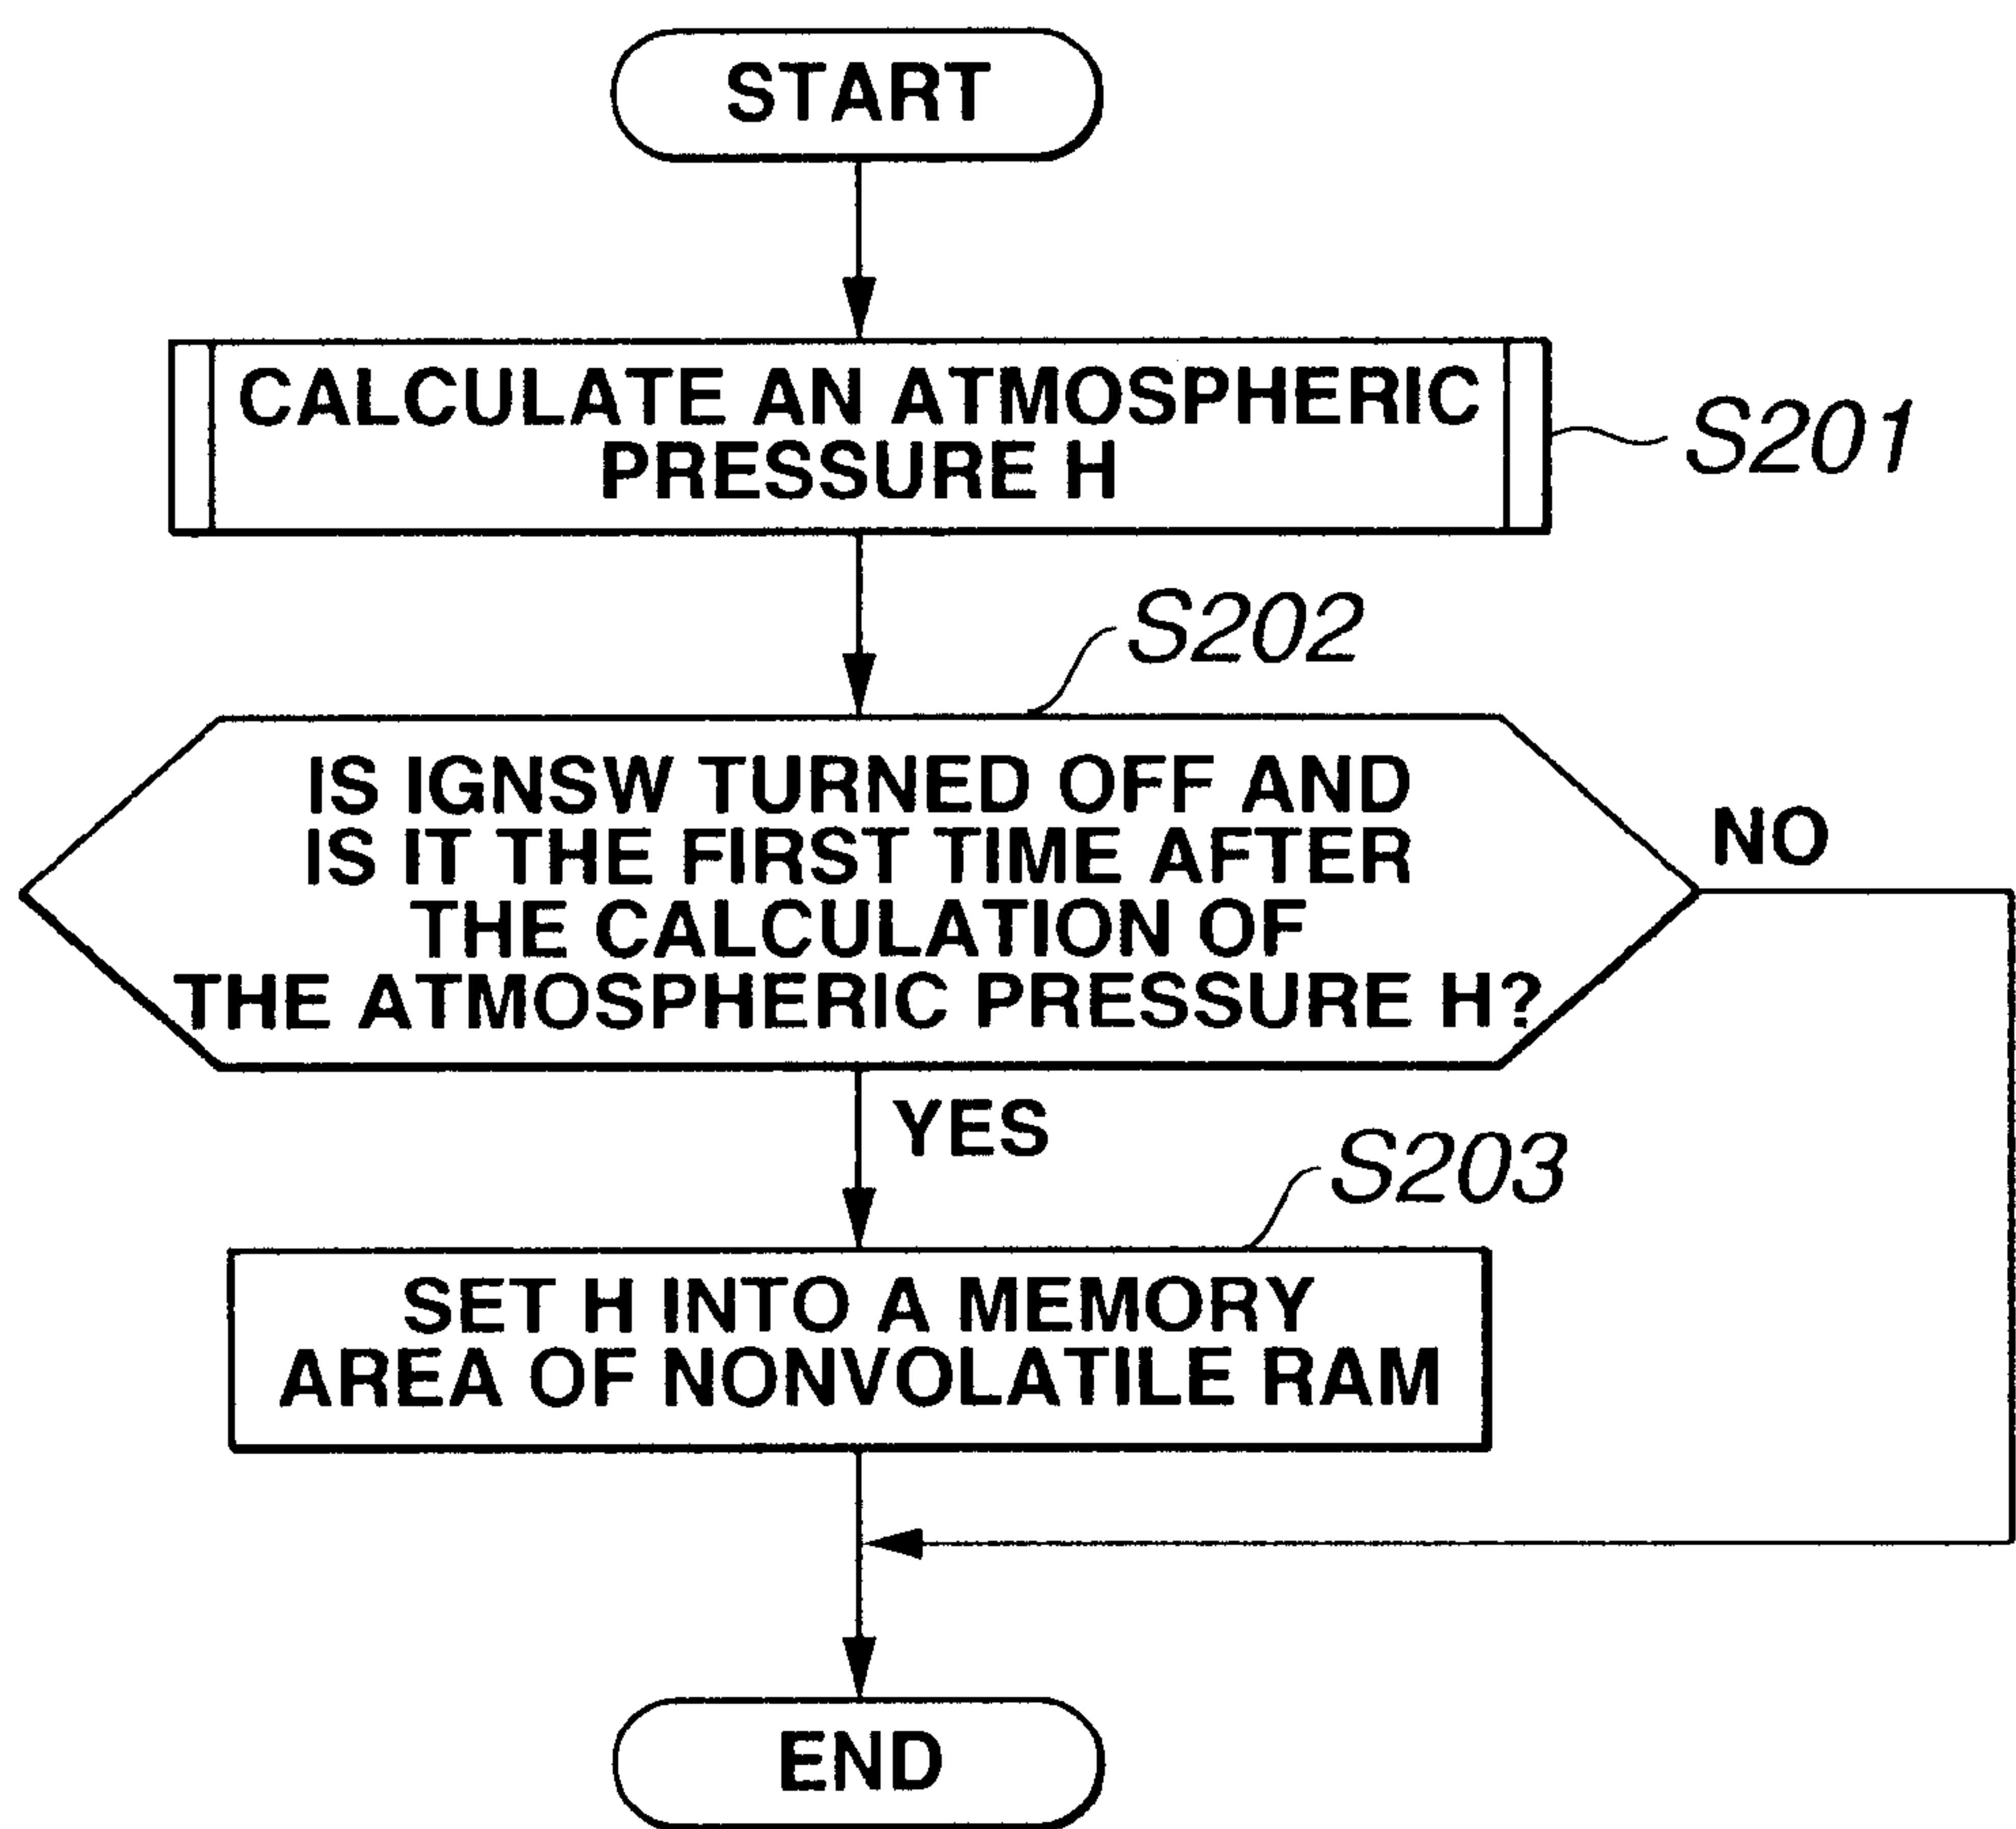 START
CALCULATE AN ATMOSPHERIC
PRESSURE H
S201
S202
IS IGNSW TURNED OFF AND
IS IT THE FIRST TIME AFTER
THE CALCULATION OF
THE ATMOSPHERIC PRESSURE H?
NO
YES
S203
SET H INTO A MEMORY
AREA OF NONVOLATILE RAM
END